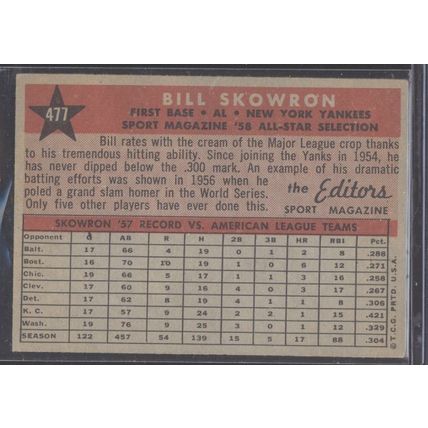 477
BILL SKOWRON
FIRST BASE • AL • NEW YORK YANKEES
SPORT MAGAZINE '58 ALL-STAR SELECTION
Bill rates with the cream of the Major League crop thanks
to his tremendous hitting ability. Since joining the Yanks in 1954, he
has never dipped below the .300 mark. An example of his dramatic
batting efforts was shown in 1956 when he
poled a grand slam homer in the World Series.
Only five other players have ever done this.
the Editors
SPORT MAGAZINE
SKOWRON '57 RECORD VS. AMERICAN LEAGUE TEAMS
Opponent G AB R H 2B 3B HR RBI Pct.
Balt. 17 66 4 19 0 1 2 8 .288
Bost. 16 70 10 19 1 0 6 12 .271
Chic. 19 66 5 17 1 1 3 13 .258
Clev. 17 60 9 16 3 0 1 14 .267
Det. 17 62 8 19 6 0 1 8 .306
K. C. 17 57 9 24 2 1 2 17 .421
Wash. 19 76 9 25 2 1 2 12 .329
SEASON 122 457 54 139 15 5 17 88 .304
© T.C.G. PRTD. U.S.A.